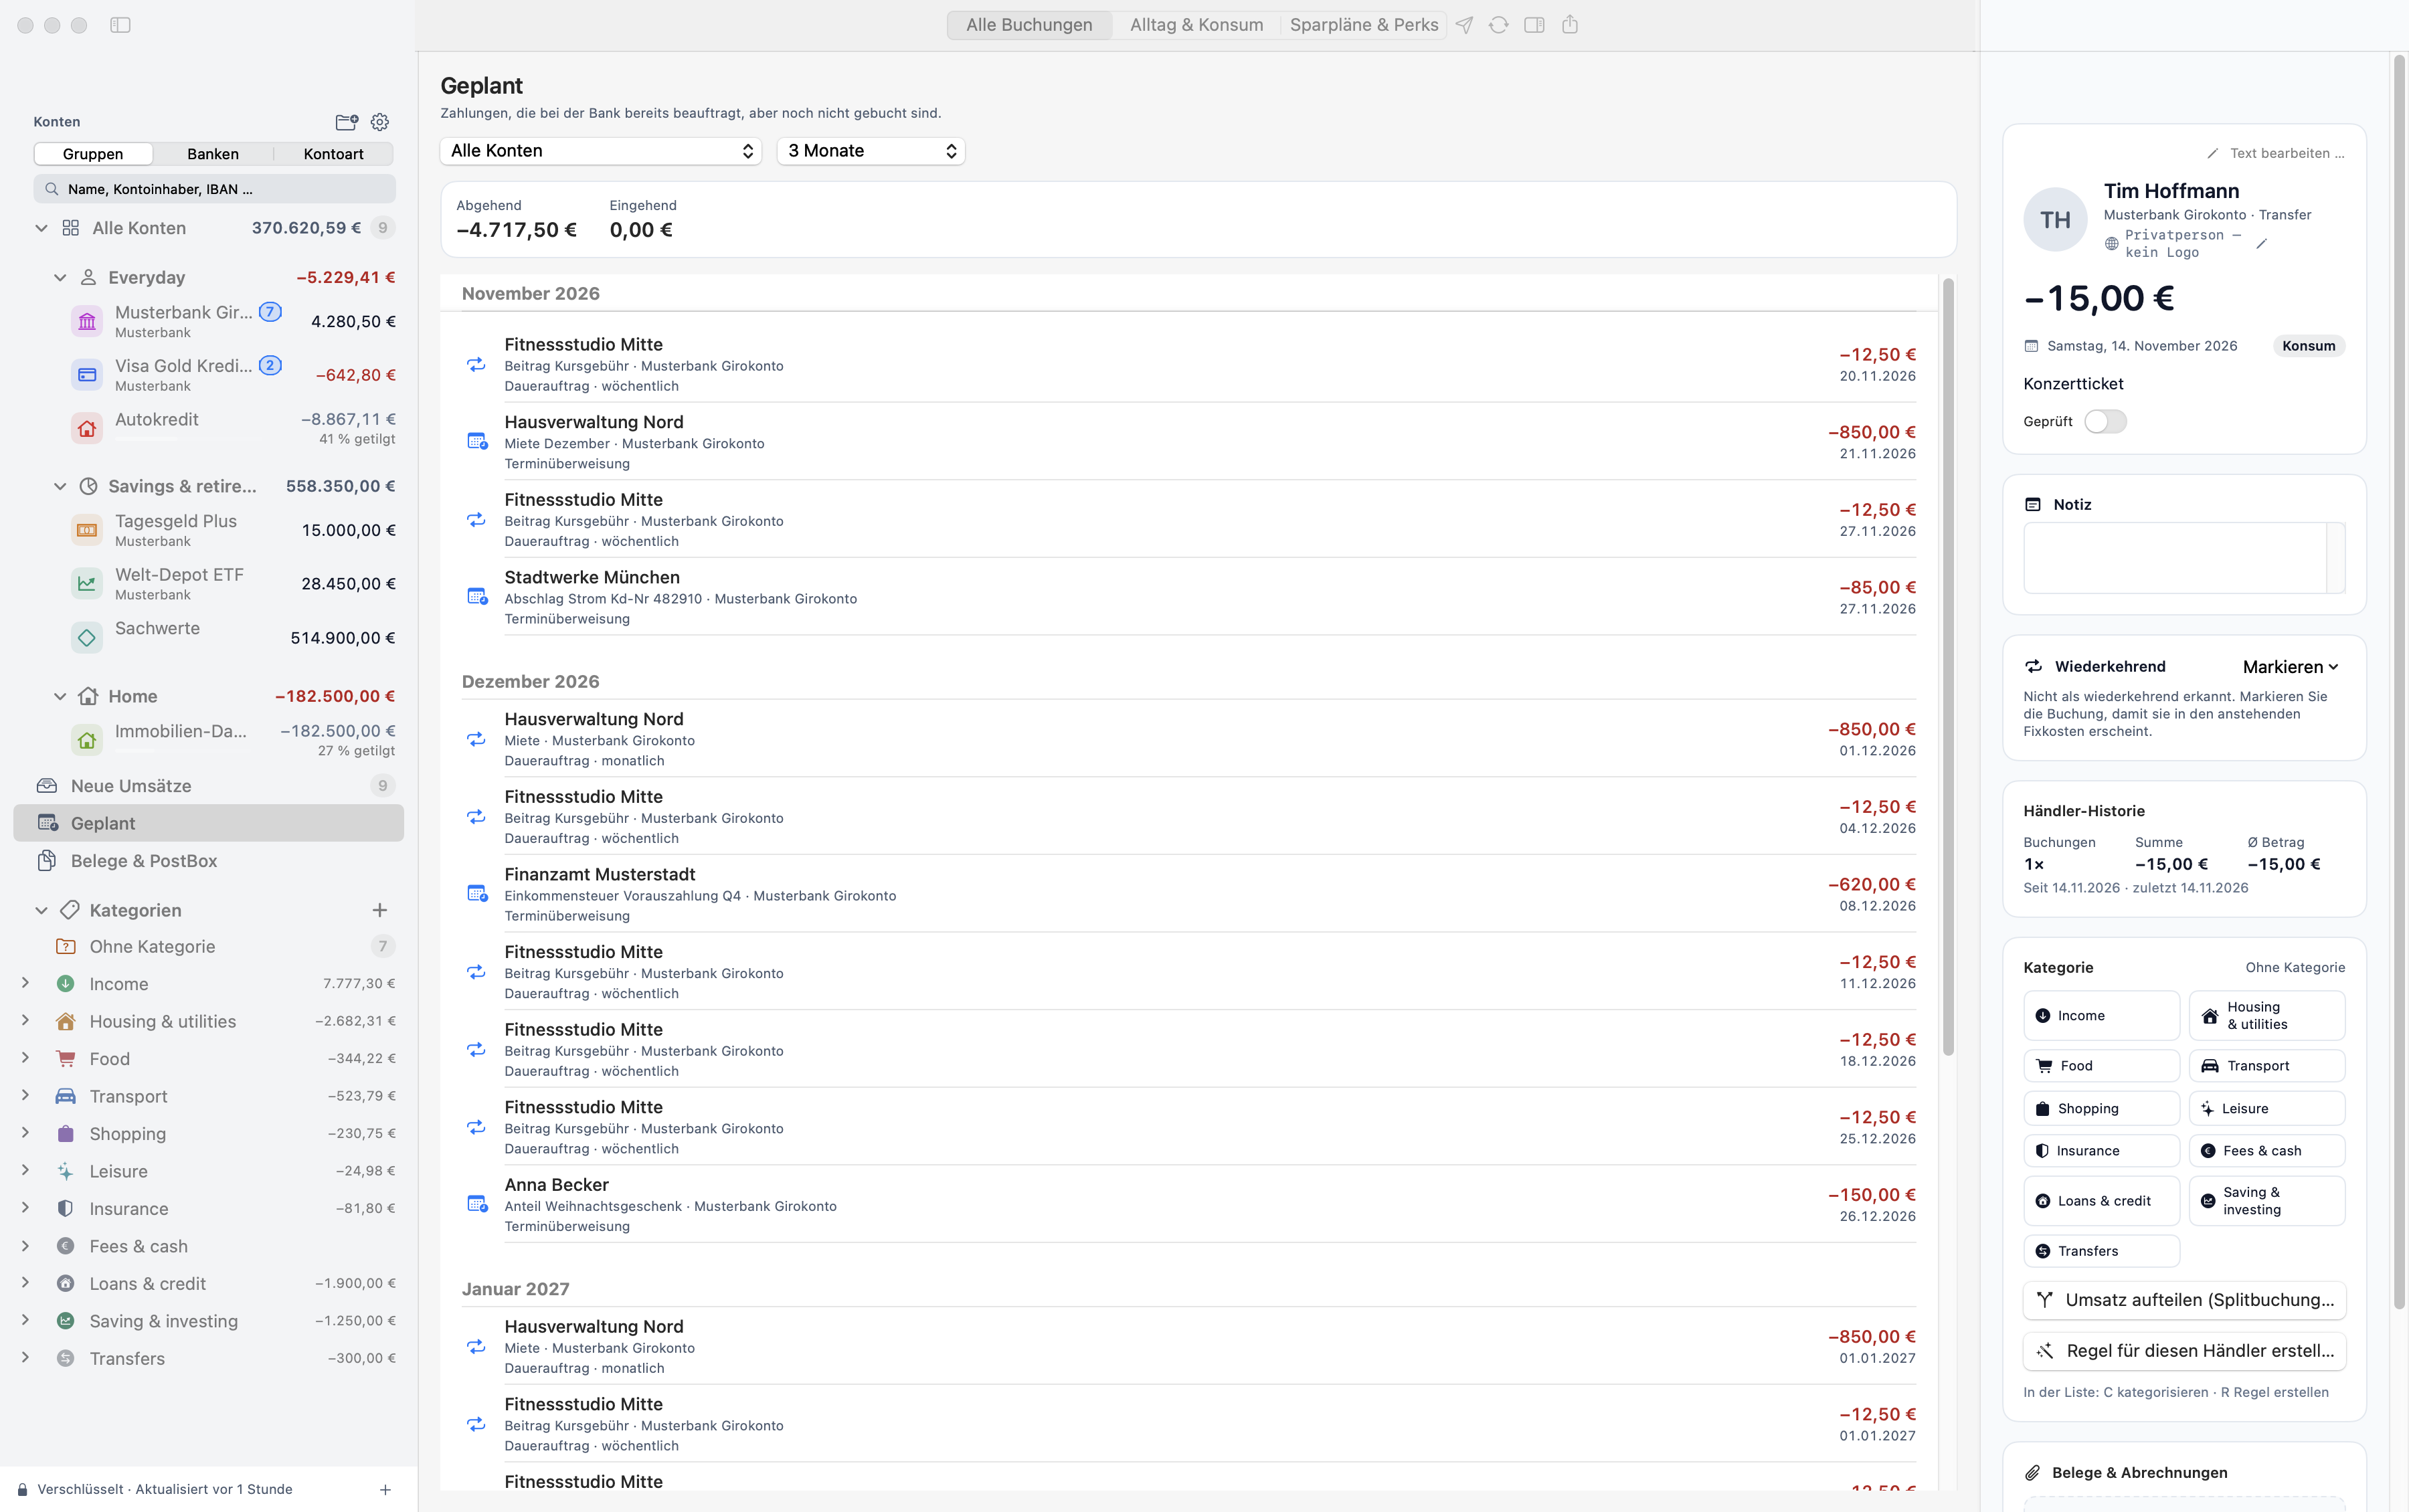 Alle Buchungen
Alltag & Konsum
Sparpläne & Perks
Konten
Gruppen
Banken
Kontoart
Name, Kontoinhaber, IBAN ...
Alle Konten 370.620,59 € 9
Everyday −5.229,41 €
Musterbank Gir... 7 4.280,50 €
Musterbank
Visa Gold Kredi... 2 −642,80 €
Musterbank
Autokredit −8.867,11 €
41 % getilgt
Savings & retire... 558.350,00 €
Tagesgeld Plus 15.000,00 €
Musterbank
Welt-Depot ETF 28.450,00 €
Musterbank
Sachwerte 514.900,00 €
Home −182.500,00 €
Immobilien-Da... −182.500,00 €
27 % getilgt
Neue Umsätze 9
Geplant
Belege & PostBox
Kategorien
Ohne Kategorie 7
Income 7.777,30 €
Housing & utilities −2.682,31 €
Food −344,22 €
Transport −523,79 €
Shopping −230,75 €
Leisure −24,98 €
Insurance −81,80 €
Fees & cash
Loans & credit −1.900,00 €
Saving & investing −1.250,00 €
Transfers −300,00 €
Verschlüsselt · Aktualisiert vor 1 Stunde
Geplant
Zahlungen, die bei der Bank bereits beauftragt, aber noch nicht gebucht sind.
Alle Konten
3 Monate
Abgehend Eingehend
−4.717,50 € 0,00 €
November 2026
Fitnessstudio Mitte
Beitrag Kursgebühr · Musterbank Girokonto −12,50 €
Dauerauftrag · wöchentlich 20.11.2026
Hausverwaltung Nord
Miete Dezember · Musterbank Girokonto −850,00 €
Terminüberweisung 21.11.2026
Fitnessstudio Mitte
Beitrag Kursgebühr · Musterbank Girokonto −12,50 €
Dauerauftrag · wöchentlich 27.11.2026
Stadtwerke München
Abschlag Strom Kd-Nr 482910 · Musterbank Girokonto −85,00 €
Terminüberweisung 27.11.2026
Dezember 2026
Hausverwaltung Nord
Miete · Musterbank Girokonto −850,00 €
Dauerauftrag · monatlich 01.12.2026
Fitnessstudio Mitte
Beitrag Kursgebühr · Musterbank Girokonto −12,50 €
Dauerauftrag · wöchentlich 04.12.2026
Finanzamt Musterstadt
Einkommensteuer Vorauszahlung Q4 · Musterbank Girokonto −620,00 €
Terminüberweisung 08.12.2026
Fitnessstudio Mitte
Beitrag Kursgebühr · Musterbank Girokonto −12,50 €
Dauerauftrag · wöchentlich 11.12.2026
Fitnessstudio Mitte
Beitrag Kursgebühr · Musterbank Girokonto −12,50 €
Dauerauftrag · wöchentlich 18.12.2026
Fitnessstudio Mitte
Beitrag Kursgebühr · Musterbank Girokonto −12,50 €
Dauerauftrag · wöchentlich 25.12.2026
Anna Becker
Anteil Weihnachtsgeschenk · Musterbank Girokonto −150,00 €
Terminüberweisung 26.12.2026
Januar 2027
Hausverwaltung Nord
Miete · Musterbank Girokonto −850,00 €
Dauerauftrag · monatlich 01.01.2027
Fitnessstudio Mitte
Beitrag Kursgebühr · Musterbank Girokonto −12,50 €
Dauerauftrag · wöchentlich 01.01.2027
Fitnessstudio Mitte
Text bearbeiten ...
TH
Tim Hoffmann
Musterbank Girokonto · Transfer
Privatperson —
kein Logo
−15,00 €
Samstag, 14. November 2026 Konsum
Konzertticket
Geprüft
Notiz
Wiederkehrend Markieren
Nicht als wiederkehrend erkannt. Markieren Sie
die Buchung, damit sie in den anstehenden
Fixkosten erscheint.
Händler-Historie
Buchungen Summe Ø Betrag
1× −15,00 € −15,00 €
Seit 14.11.2026 · zuletzt 14.11.2026
Kategorie Ohne Kategorie
Income
Housing
& utilities
Food
Transport
Shopping
Leisure
Insurance
Fees & cash
Loans & credit
Saving &
investing
Transfers
Umsatz aufteilen (Splitbuchung...
Regel für diesen Händler erstell...
In der Liste: C kategorisieren · R Regel erstellen
Belege & Abrechnungen